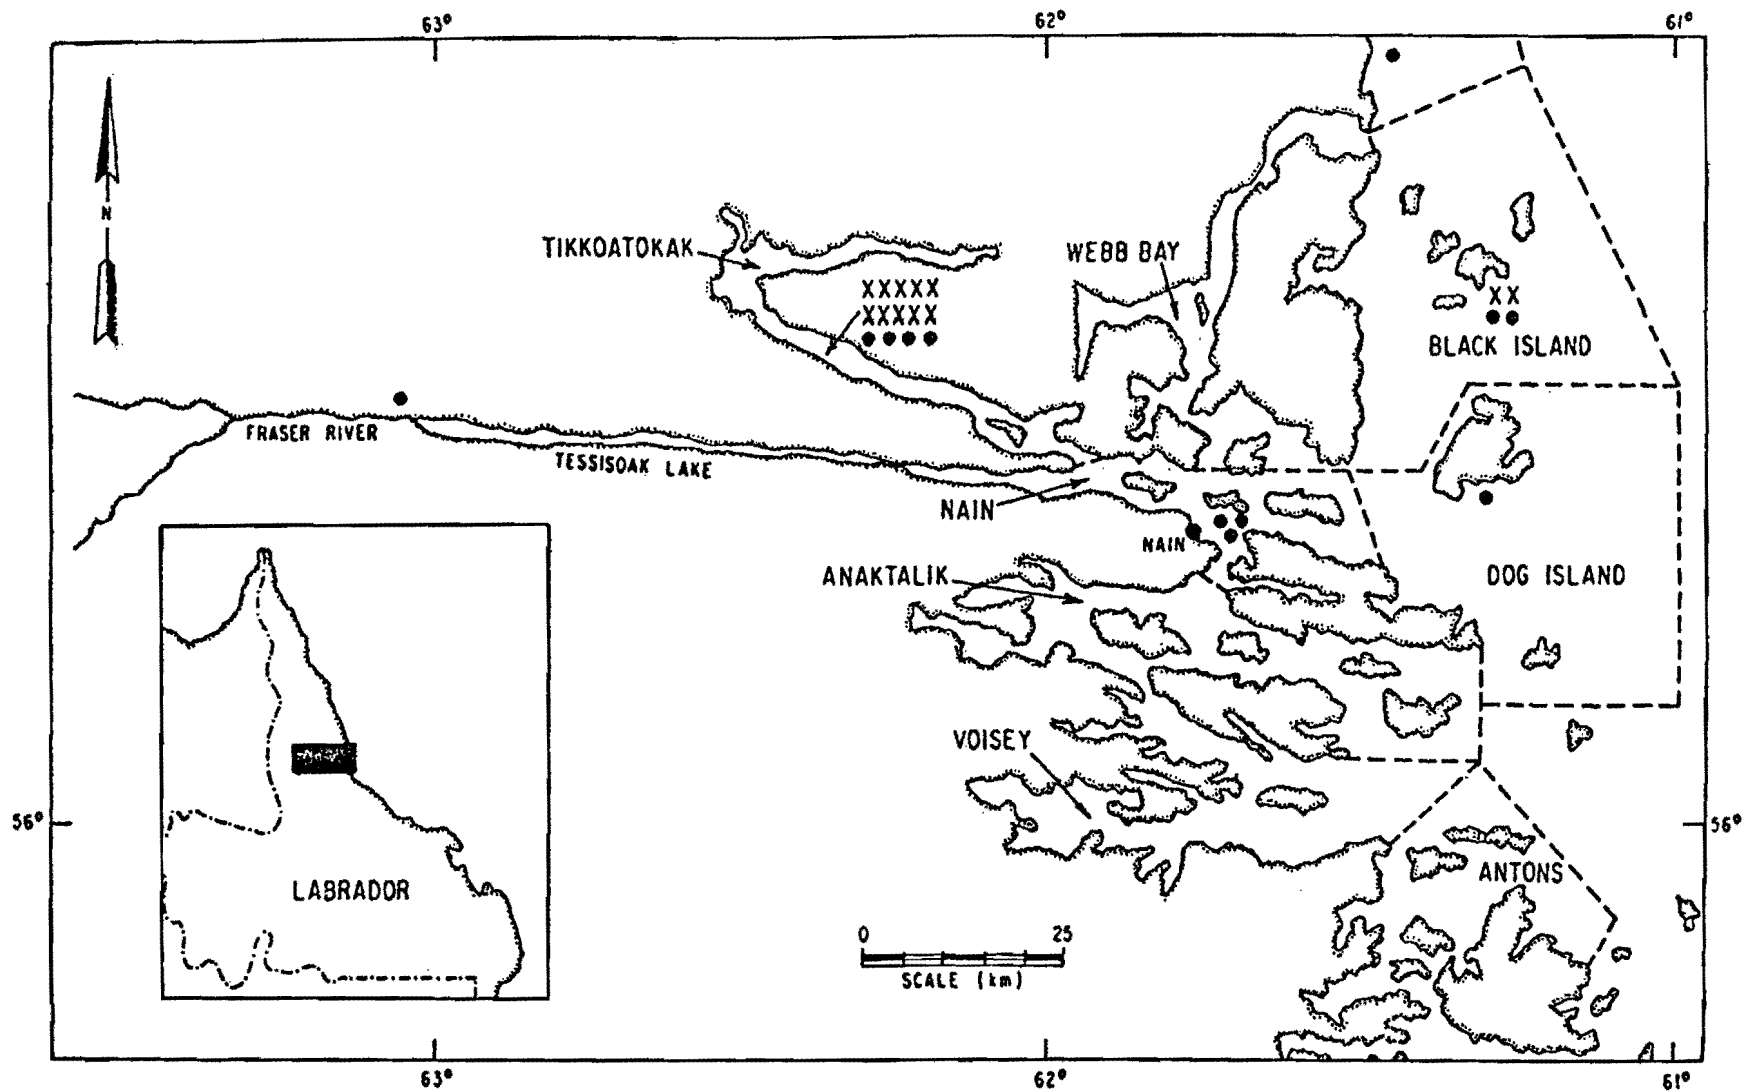 63° 62° 61°
N
TIKKOATOKAK
WEBB BAY
XXXXX
XXXXX
XX
BLACK ISLAND
FRASER RIVER
TESSISOAK LAKE
NAIN
NAIN
ANAKTALIK
DOG ISLAND
VOISEY
56° 56°
ANTONS
LABRADOR
0 25
SCALE (km)
63° 62° 61°